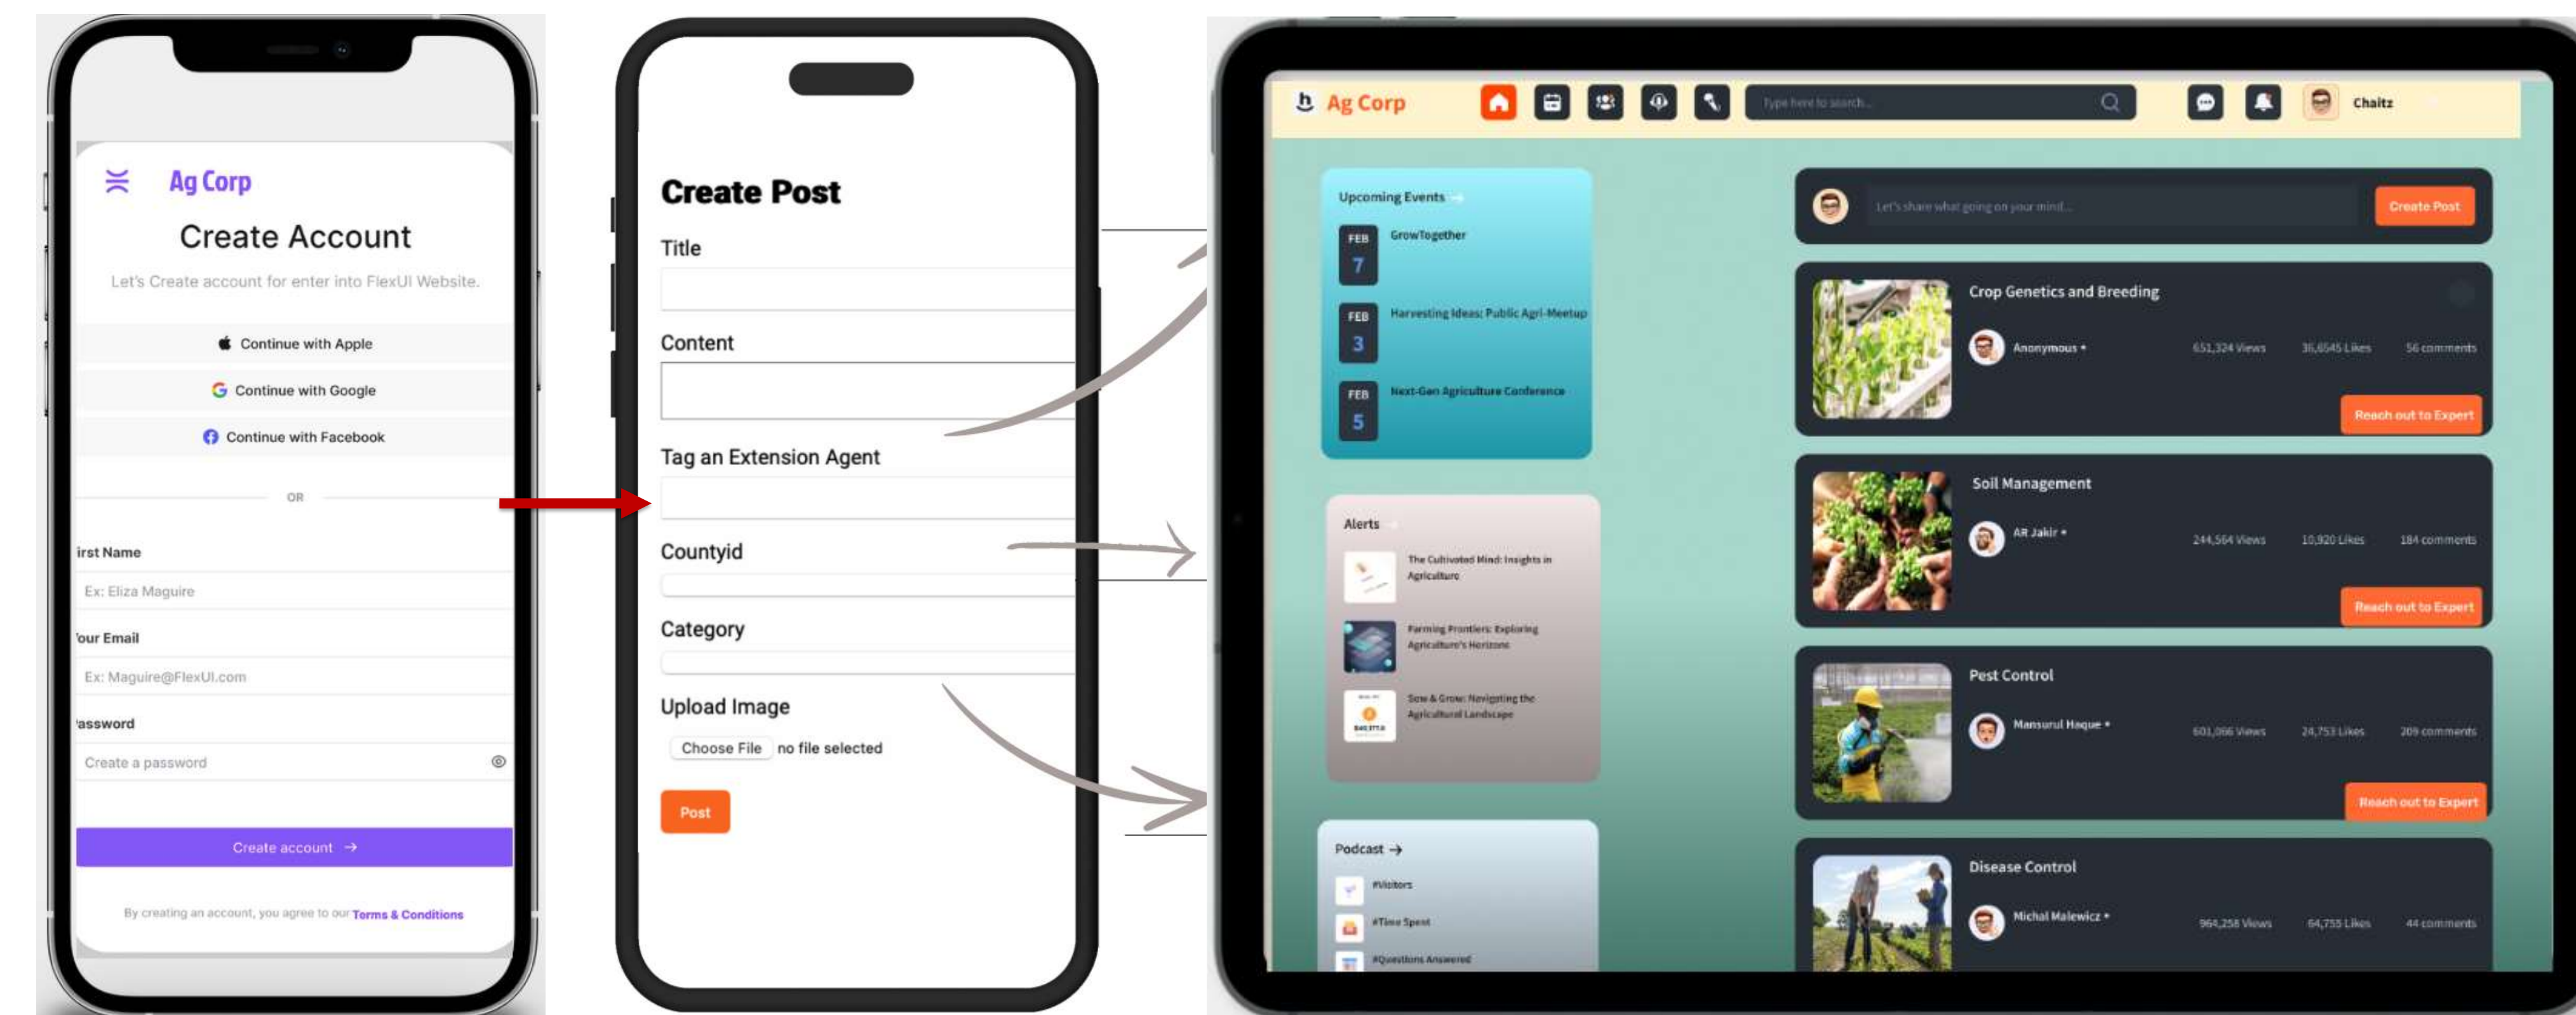 Ag Corp
Create Account
Let's Create account for enter into FlexUI Website.
Continue with Apple
Continue with Google
Continue with Facebook
OR
irst Name
Ex: Eliza Maguire
our Email
Ex: Maguire@FlexUI.com
assword
Create a password
Create account →
By creating an account, you agree to our Terms & Conditions
Create Post
Title
Content
Tag an Extension Agent
Countyid
Category
Upload Image
Choose File no file selected
Post
Ag Corp
Type here to search...
Chaitz
Upcoming Events →
FEB
7
GrowTogether
FEB
3
Harvesting Ideas: Public Agri-Meetup
FEB
5
Next-Gen Agriculture Conference
Alerts
The Cultivated Mind: Insights in
Agriculture
Farming Frontiers: Exploring
Agriculture's Horizons
Sow & Grow: Navigating the
Agricultural Landscape
Podcast →
#Visitors
#Time Spent
#Questions Answered
Let's share what going on your mind...
Create Post
Crop Genetics and Breeding
Anonymous
651,324 Views
36,6545 Likes
56 comments
Reach out to Expert
Soil Management
AR Jakir
244,564 Views
10,920 Likes
184 comments
Reach out to Expert
Pest Control
Mansurul Haque
601,066 Views
24,753 Likes
209 comments
Reach out to Expert
Disease Control
Michal Malewicz
964,258 Views
64,755 Likes
44 comments